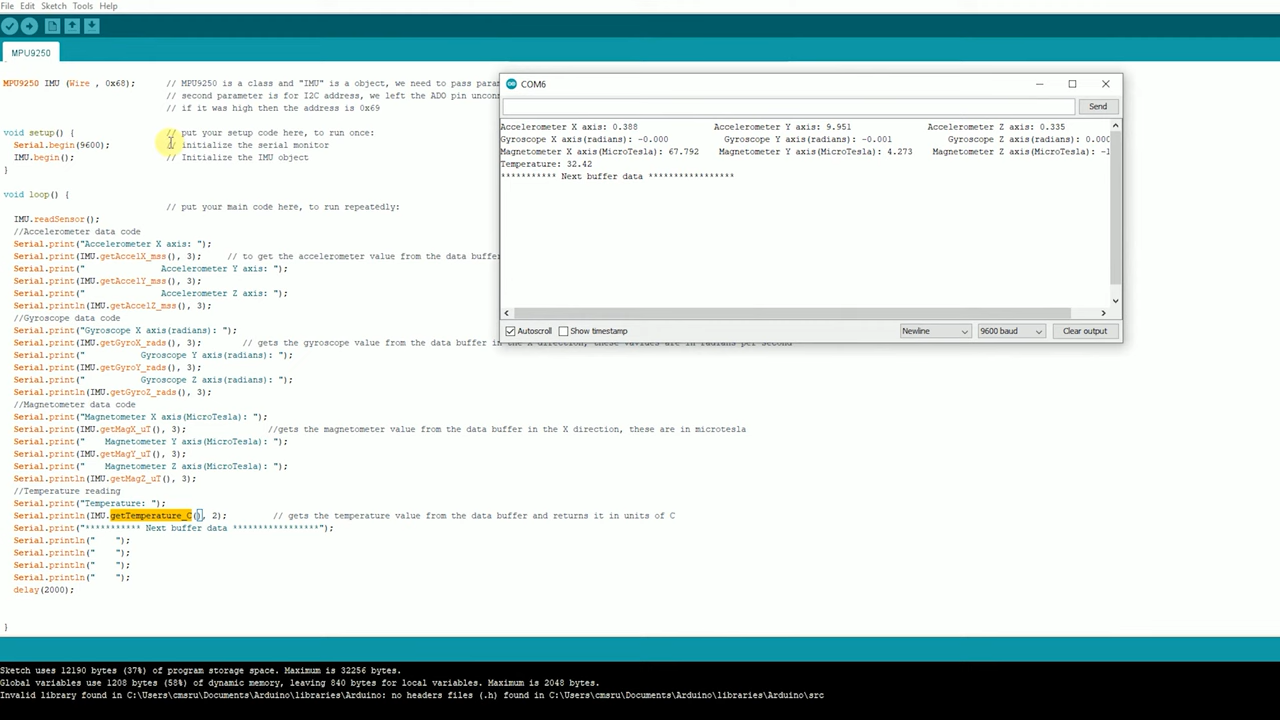 File Edit Sketch Tools Help
MPU9250
MPU9250 IMU (Wire , 0x68); // MPU9250 is a class and "IMU" is a object, we need to pass
// second parameter is for I2C address, we left the ADO pin
// if it was high then the address is 0x69
void setup() { // put your setup code here, to run once:
Serial.begin(9600); // initialize the serial monitor
IMU.begin(); // Initialize the IMU object
}
void loop() {
// put your main code here, to run repeatedly:
IMU.readSensor();
//Accelerometer data code
Serial.print("Accelerometer X axis: ");
Serial.print(IMU.getAccelX_mss(), 3); // to get the accelerometer value from the data buffer
Serial.print(" Accelerometer Y axis: ");
Serial.print(IMU.getAccelY_mss(), 3);
Serial.print(" Accelerometer Z axis: ");
Serial.println(IMU.getAccelZ_mss(), 3);
//Gyroscope data code
Serial.print("Gyroscope X axis(radians): ");
Serial.print(IMU.getGyroX_rads(), 3); // gets the gyroscope value from the data buffer in the X direction, these are in radians per second
Serial.print(" Gyroscope Y axis(radians): ");
Serial.print(IMU.getGyroY_rads(), 3);
Serial.print(" Gyroscope Z axis(radians): ");
Serial.println(IMU.getGyroZ_rads(), 3);
//Magnetometer data code
Serial.print("Magnetometer X axis(MicroTesla): ");
Serial.print(IMU.getMagX_uT(), 3); //gets the magnetometer value from the data buffer in the X direction, these are in microtesla
Serial.print(" Magnetometer Y axis(MicroTesla): ");
Serial.print(IMU.getMagY_uT(), 3);
Serial.print(" Magnetometer Z axis(MicroTesla): ");
Serial.println(IMU.getMagZ_uT(), 3);
//Temperature reading
Serial.print("Temperature: ");
Serial.println(IMU.getTemperature_C(), 2); // gets the temperature value from the data buffer and returns it in units of C
Serial.print("*********** Next buffer data *****************");
Serial.println(" ");
Serial.println(" ");
Serial.println(" ");
Serial.println(" ");
delay(2000);
}
COM6
Send
Accelerometer X axis: 0.388 Accelerometer Y axis: 9.951 Accelerometer Z axis: 0.335
Gyroscope X axis(radians): -0.000 Gyroscope Y axis(radians): -0.001 Gyroscope Z axis(radians): 0.000
Magnetometer X axis(MicroTesla): 67.792 Magnetometer Y axis(MicroTesla): 4.273 Magnetometer Z axis(MicroTesla):
Temperature: 32.42
*********** Next buffer data *****************
Autoscroll Show timestamp Newline 9600 baud Clear output
Sketch uses 12190 bytes (37%) of program storage space. Maximum is 32256 bytes.
Global variables use 1208 bytes (58%) of dynamic memory, leaving 840 bytes for local variables. Maximum is 2048 bytes.
Invalid library found in C:\Users\cmsru\Documents\Arduino\libraries\Arduino: no headers files (.h) found in C:\Users\cmsru\Documents\Arduino\libraries\Arduino\src